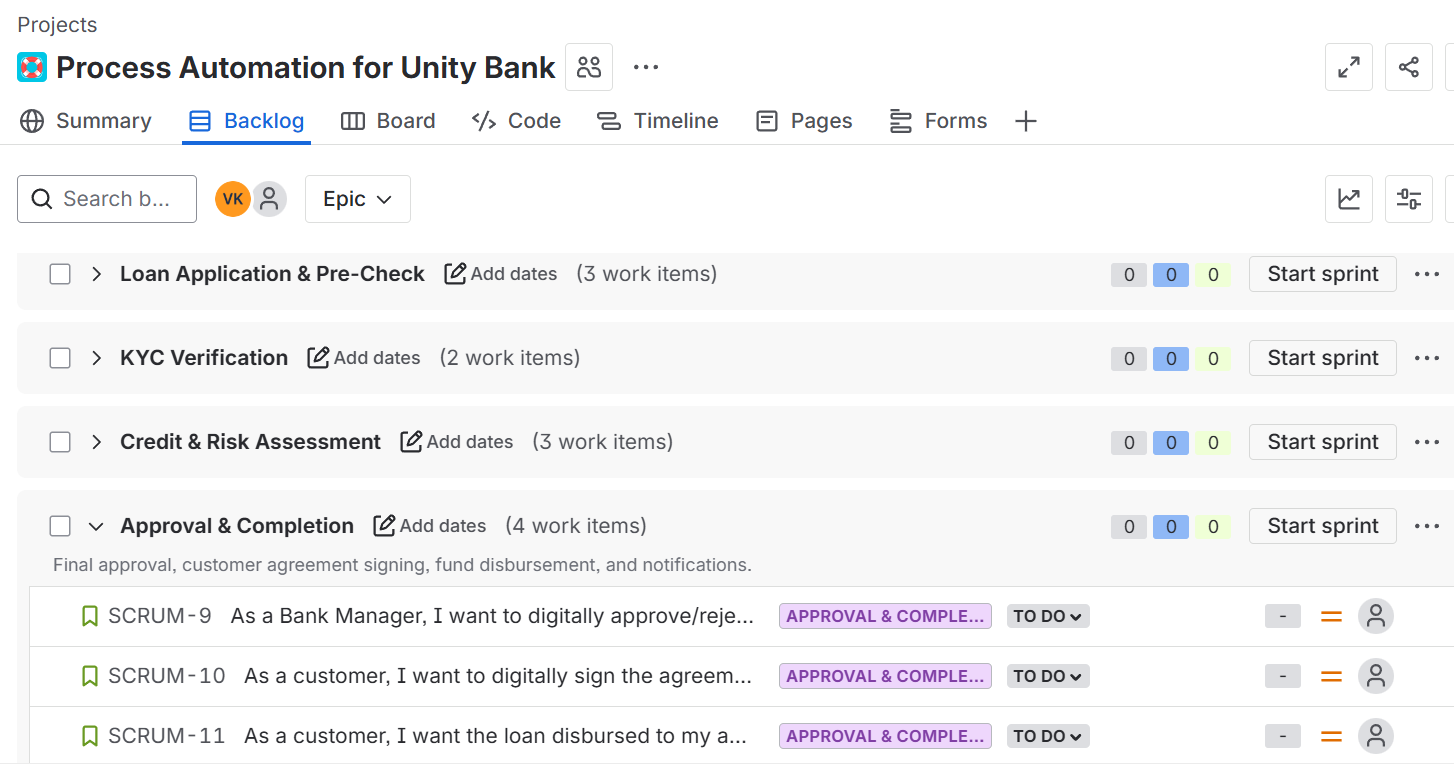 Projects
Process Automation for Unity Bank
Summary Backlog Board Code Timeline Pages Forms
Search b... VK Epic
Loan Application & Pre-Check Add dates (3 work items) 0 0 0 Start sprint
KYC Verification Add dates (2 work items) 0 0 0 Start sprint
Credit & Risk Assessment Add dates (3 work items) 0 0 0 Start sprint
Approval & Completion Add dates (4 work items) 0 0 0 Start sprint
Final approval, customer agreement signing, fund disbursement, and notifications.
SCRUM-9 As a Bank Manager, I want to digitally approve/reje... APPROVAL & COMPLE... TO DO -
SCRUM-10 As a customer, I want to digitally sign the agreem... APPROVAL & COMPLE... TO DO -
SCRUM-11 As a customer, I want the loan disbursed to my a... APPROVAL & COMPLE... TO DO -